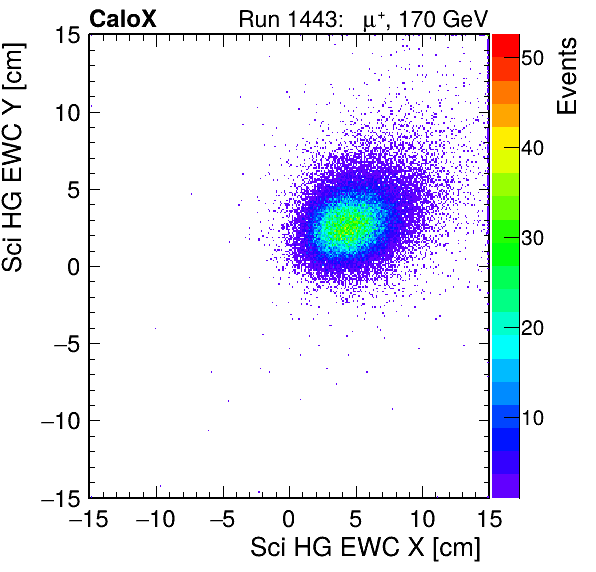 CaloX Run 1443: μ⁺, 170 GeV
Sci HG EWC Y [cm]
15
10
5
0
−5
−10
−15
−15 −10 −5 0 5 10 15
Sci HG EWC X [cm]
Events
50
40
30
20
10